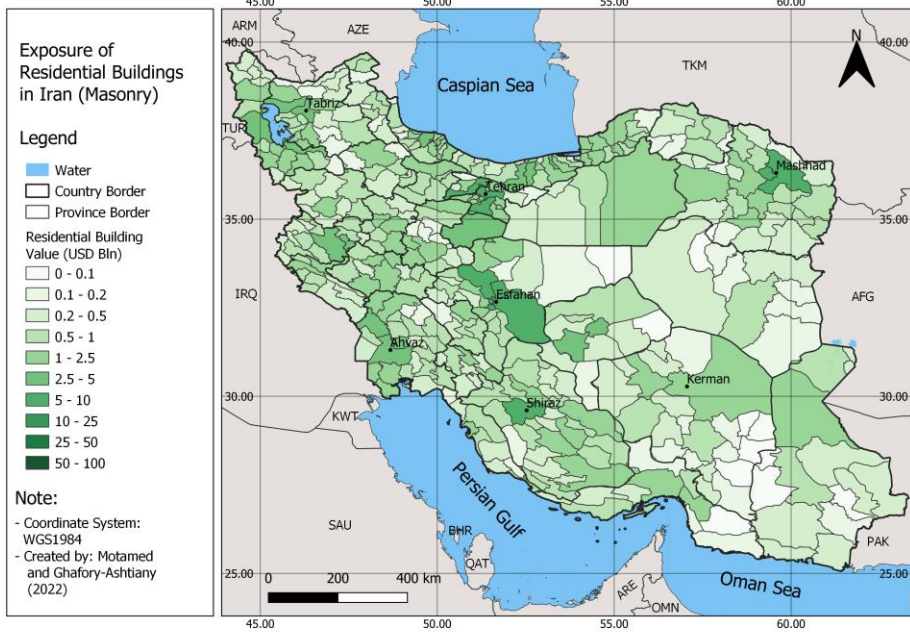 Exposure of
Residential Buildings
in Iran (Masonry)
Legend
Water
Country Border
Province Border
Residential Building
Value (USD Bln)
0 - 0.1
0.1 - 0.2
0.2 - 0.5
0.5 - 1
1 - 2.5
2.5 - 5
5 - 10
10 - 25
25 - 50
50 - 100
Note:
- Coordinate System:
WGS1984
- Created by: Motamed
and Ghafory-Ashtiany
(2022)
45.00 50.00 55.00 60.00
ARM
AZE
40.00
40.00
N
TKM
Caspian Sea
Tabriz
TUR
Mashhad
Tehran
35.00
35.00
IRQ
Esfahan
AFG
Ahvaz
Kerman
30.00
30.00
Shiraz
KWT
Persian Gulf
SAU
BHR
QAT
PAK
25.00
25.00
0 200 400 km
ARE
Oman Sea
OMN
45.00 50.00 55.00 60.00